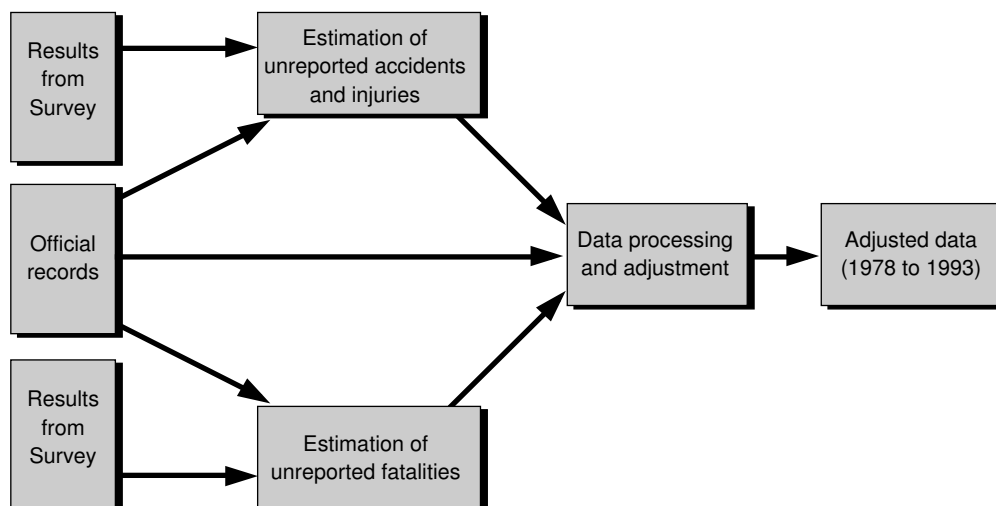 Results
from
Survey
Estimation of
unreported accidents
and injuries
Official
records
Data processing
and adjustment
Adjusted data
(1978 to 1993)
Results
from
Survey
Estimation of
unreported fatalities